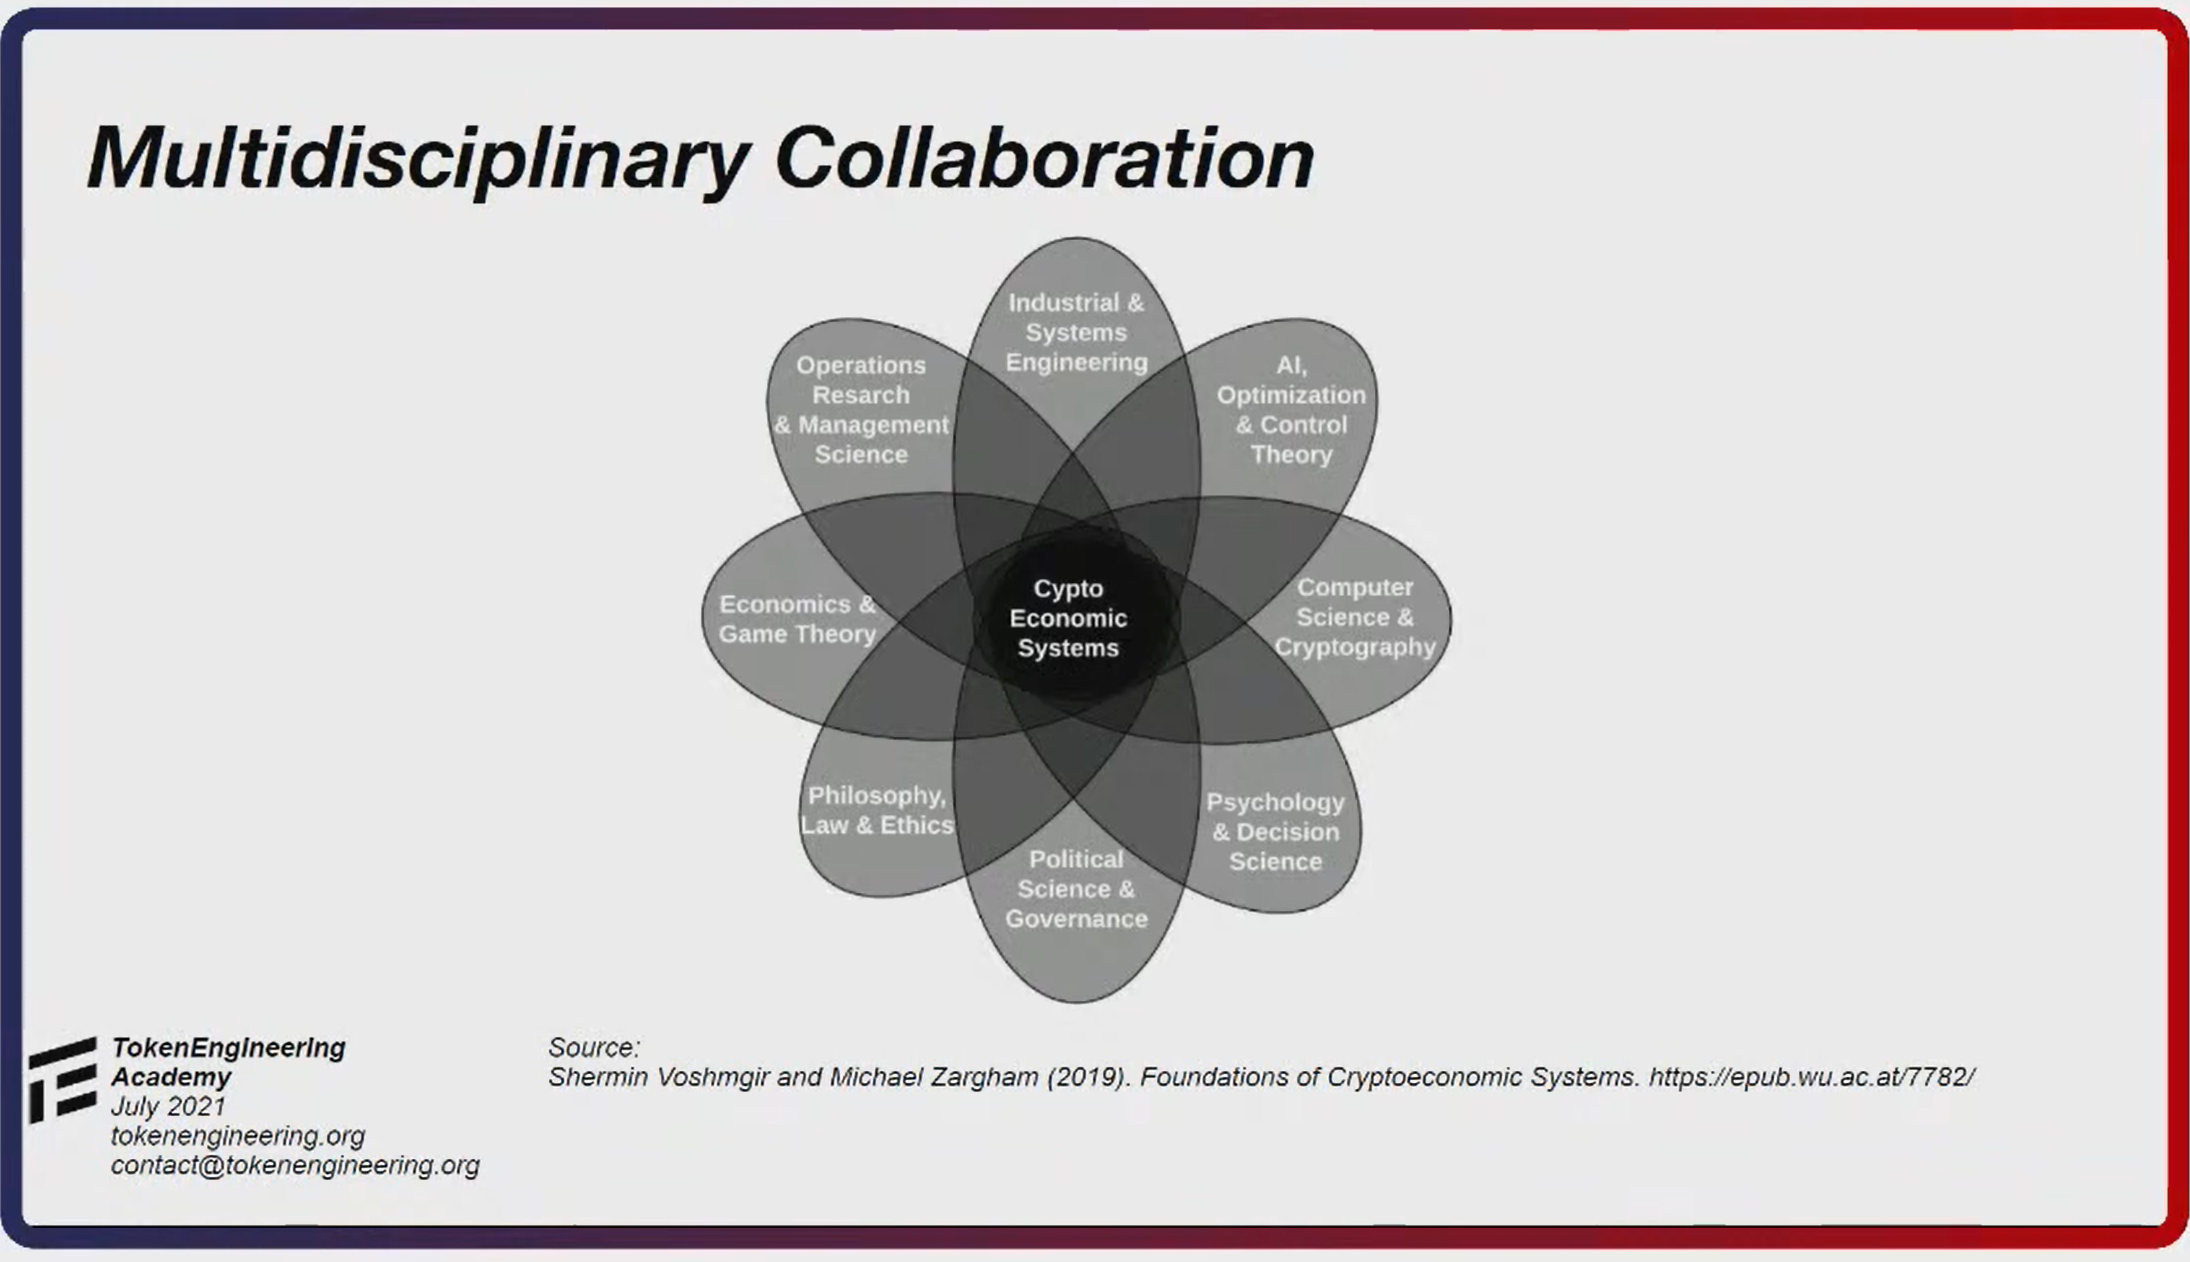 Multidisciplinary Collaboration
Industrial &
Systems
Engineering
Operations
Resarch
& Management
Science
AI,
Optimization
& Control
Theory
Economics &
Game Theory
Cypto
Economic
Systems
Computer
Science &
Cryptography
Philosophy,
Law & Ethics
Political
Science &
Governance
Psychology
& Decision
Science
TokenEngineering
Academy
July 2021
tokenengineering.org
contact@tokenengineering.org
Source:
Shermin Voshmgir and Michael Zargham (2019). Foundations of Cryptoeconomic Systems. https://epub.wu.ac.at/7782/